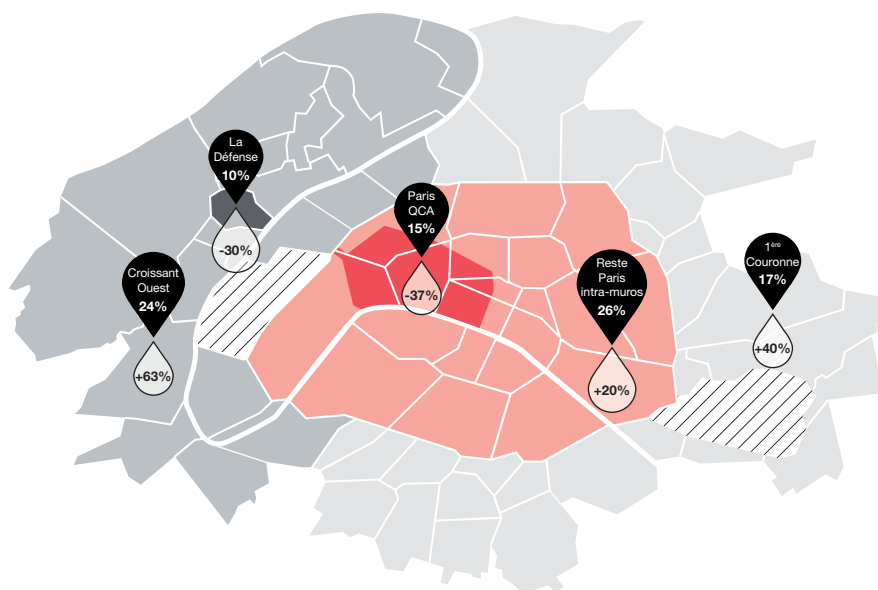 La
Défense
10%
-30%
Paris
QCA
15%
-37%
Croissant
Ouest
24%
+63%
Reste
Paris
intra-muros
26%
+20%
1ère
Couronne
17%
+40%